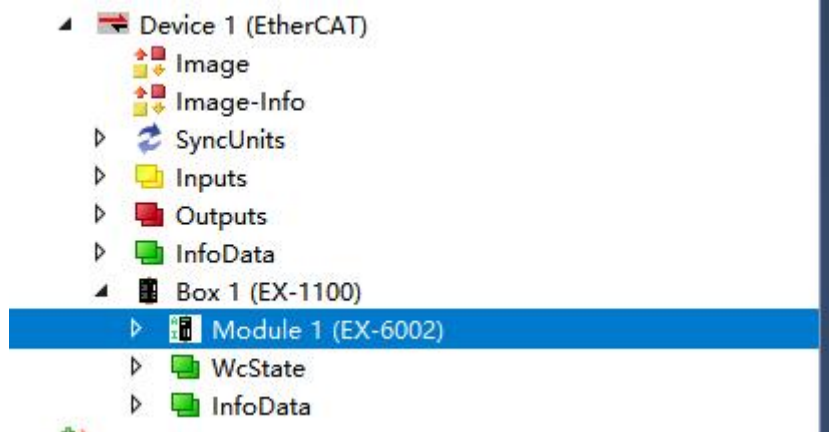 Device 1 (EtherCAT)
Image
Image-Info
SyncUnits
Inputs
Outputs
InfoData
Box 1 (EX-1100)
Module 1 (EX-6002)
WcState
InfoData